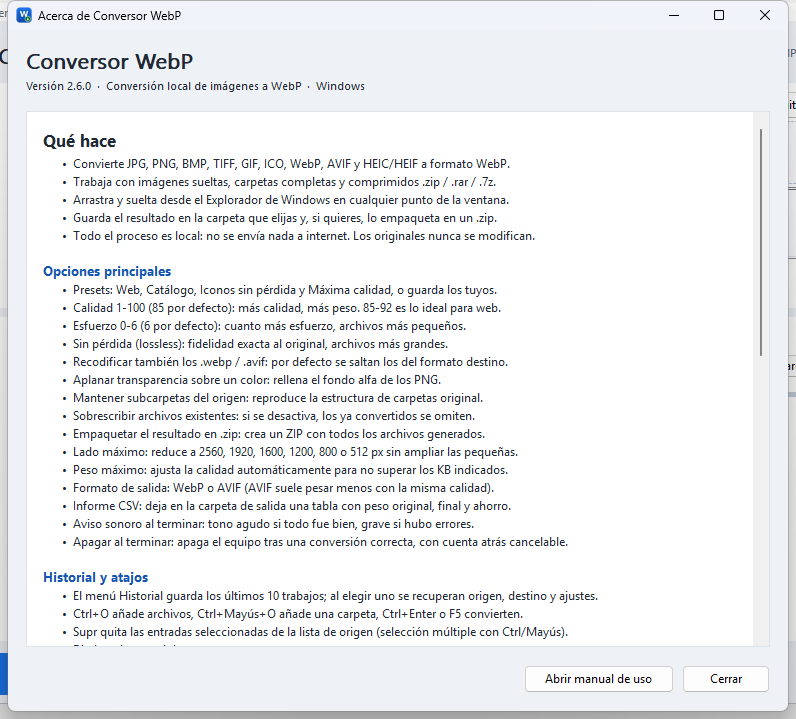 Acerca de Conversor WebP
Conversor WebP
Versión 2.6.0 · Conversión local de imágenes a WebP · Windows
Qué hace
• Convierte JPG, PNG, BMP, TIFF, GIF, ICO, WebP, AVIF y HEIC/HEIF a formato WebP.
• Trabaja con imágenes sueltas, carpetas completas y comprimidos .zip / .rar / .7z.
• Arrastra y suelta desde el Explorador de Windows en cualquier punto de la ventana.
• Guarda el resultado en la carpeta que elijas y, si quieres, lo empaqueta en un .zip.
• Todo el proceso es local: no se envía nada a internet. Los originales nunca se modifican.
Opciones principales
• Presets: Web, Catálogo, Iconos sin pérdida y Máxima calidad, o guarda los tuyos.
• Calidad 1-100 (85 por defecto): más calidad, más peso. 85-92 es lo ideal para web.
• Esfuerzo 0-6 (6 por defecto): cuanto más esfuerzo, archivos más pequeños.
• Sin pérdida (lossless): fidelidad exacta al original, archivos más grandes.
• Recodificar también los .webp / .avif: por defecto se saltan los del formato destino.
• Aplanar transparencia sobre un color: rellena el fondo alfa de los PNG.
• Mantener subcarpetas del origen: reproduce la estructura de carpetas original.
• Sobrescribir archivos existentes: si se desactiva, los ya convertidos se omiten.
• Empaquetar el resultado en .zip: crea un ZIP con todos los archivos generados.
• Lado máximo: reduce a 2560, 1920, 1600, 1200, 800 o 512 px sin ampliar las pequeñas.
• Peso máximo: ajusta la calidad automáticamente para no superar los KB indicados.
• Formato de salida: WebP o AVIF (AVIF suele pesar menos con la misma calidad).
• Informe CSV: deja en la carpeta de salida una tabla con peso original, final y ahorro.
• Aviso sonoro al terminar: tono agudo si todo fue bien, grave si hubo errores.
• Apagar al terminar: apaga el equipo tras una conversión correcta, con cuenta atrás cancelable.
Historial y atajos
• El menú Historial guarda los últimos 10 trabajos; al elegir uno se recuperan origen, destino y ajustes.
• Ctrl+O añade archivos, Ctrl+Mayús+O añade una carpeta, Ctrl+Enter o F5 convierten.
• Supr quita las entradas seleccionadas de la lista de origen (selección múltiple con Ctrl/Mayús).
Abrir manual de uso
Cerrar